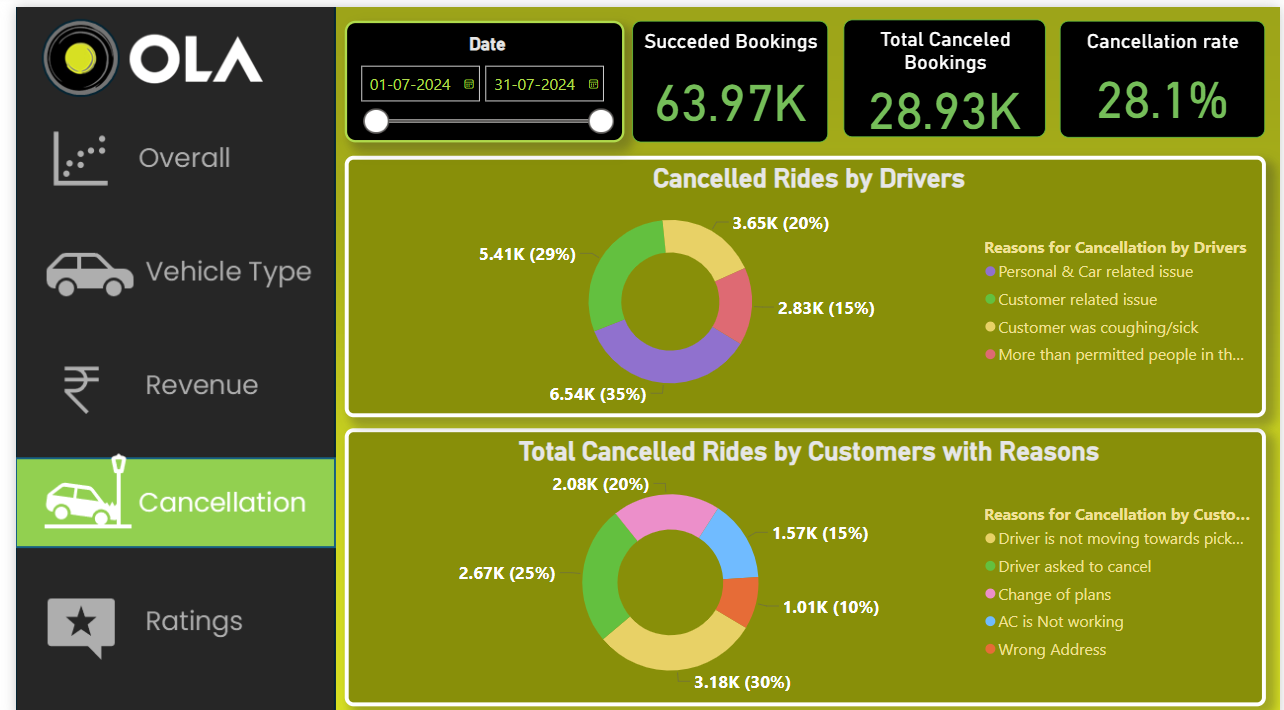 OLA
Overall
Vehicle Type
Revenue
Cancellation
Ratings
Date
01-07-2024
31-07-2024
Succeded Bookings
63.97K
Total Canceled
Bookings
28.93K
Cancellation rate
28.1%
Cancelled Rides by Drivers
3.65K (20%)
5.41K (29%)
2.83K (15%)
6.54K (35%)
Reasons for Cancellation by Drivers
Personal & Car related issue
Customer related issue
Customer was coughing/sick
More than permitted people in th...
Total Cancelled Rides by Customers with Reasons
2.08K (20%)
1.57K (15%)
2.67K (25%)
1.01K (10%)
3.18K (30%)
Reasons for Cancellation by Custo...
Driver is not moving towards pick...
Driver asked to cancel
Change of plans
AC is Not working
Wrong Address